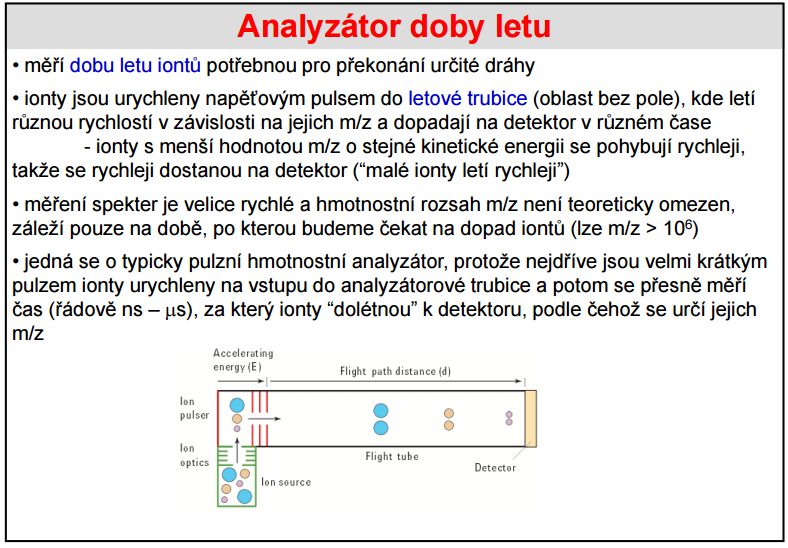 Analyzátor doby letu
• měří dobu letu iontů potřebnou pro překonání určité dráhy
• ionty jsou urychleny napěťovým pulsem do letové trubice (oblast bez pole), kde letí
různou rychlostí v závislosti na jejich m/z a dopadají na detektor v různém čase
- ionty s menší hodnotou m/z o stejné kinetické energii se pohybují rychleji,
takže se rychleji dostanou na detektor (“malé ionty letí rychleji”)
• měření spekter je velice rychlé a hmotnostní rozsah m/z není teoreticky omezen,
záleží pouze na době, po kterou budeme čekat na dopad iontů (lze m/z > 10⁶)
• jedná se o typicky pulzní hmotnostní analyzátor, protože nejdříve jsou velmi krátkým
pulzem ionty urychleny na vstupu do analyzátorové trubice a potom se přesně měří
čas (řádově ns – μs), za který ionty “dolétnou” k detektoru, podle čehož se určí jejich
m/z
Accelerating
energy (E)
Flight path distance (d)
Ion
pulser
Ion
optics
Flight tube
Detector
Ion source